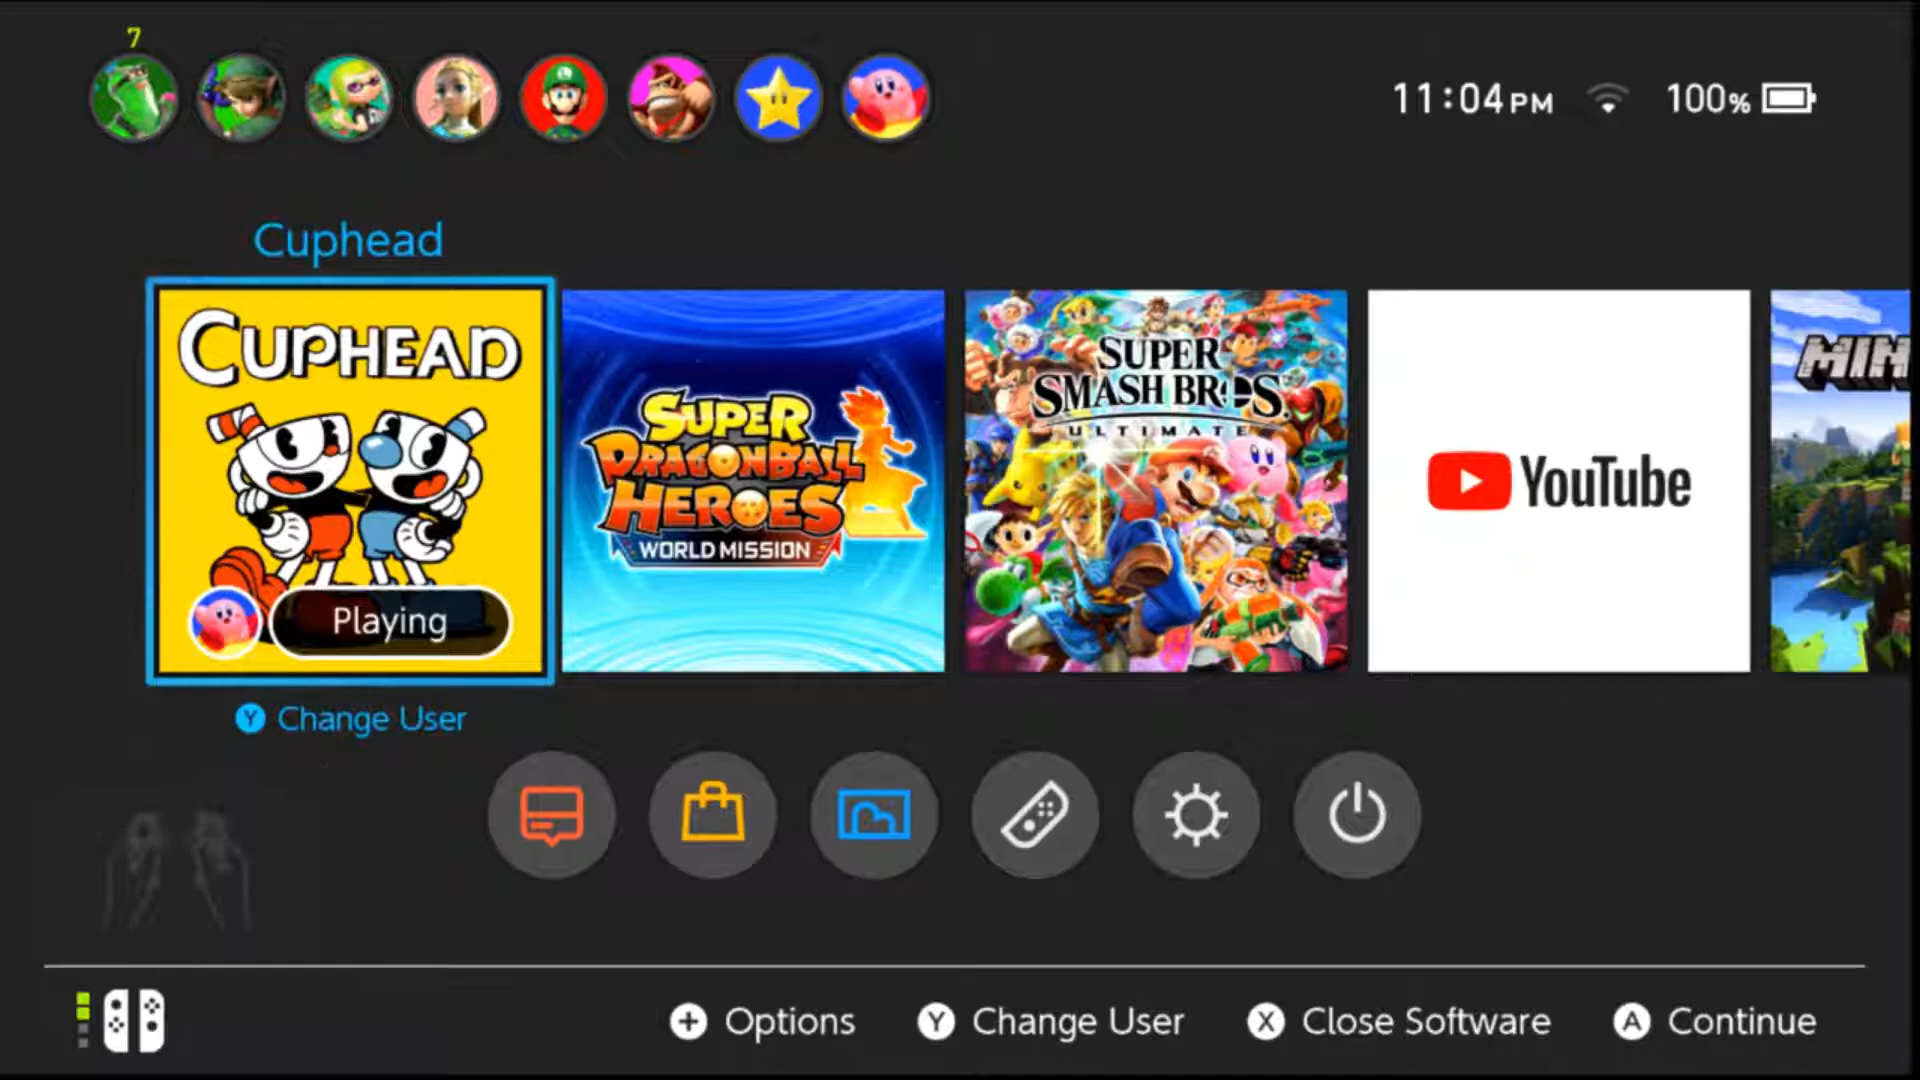 7
11:04 PM 100%
Cuphead
CUPHEAD
Playing
SUPER
DRAGONBALL
HEROES
WORLD MISSION
SUPER
SMASH BROS.
ULTIMATE
YouTube
MIN
Y Change User
+ Options Y Change User X Close Software A Continue